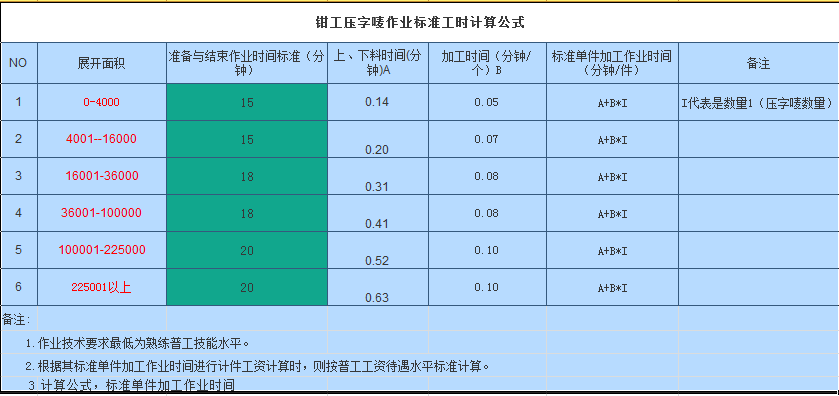 钳工压字唛作业标准工时计算公式
NO 展开面积 准备与结束作业时间标准（分钟） 上、下料时间(分钟)A 加工时间（分钟/个）B 标准单件加工作业时间（分钟/件） 备注
1 0-4000 15 0.14 0.05 A+B*I I代表是数量1（压字唛数量）
2 4001--16000 15 0.20 0.07 A+B*I
3 16001-36000 18 0.31 0.08 A+B*I
4 36001-100000 18 0.41 0.08 A+B*I
5 100001-225000 20 0.52 0.10 A+B*I
6 225001以上 20 0.63 0.10 A+B*I
备注:
1.作业技术要求最低为熟练普工技能水平。
2.根据其标准单件加工作业时间进行计件工资计算时，则按普工工资待遇水平标准计算。
3 计算公式，标准单件加工作业时间